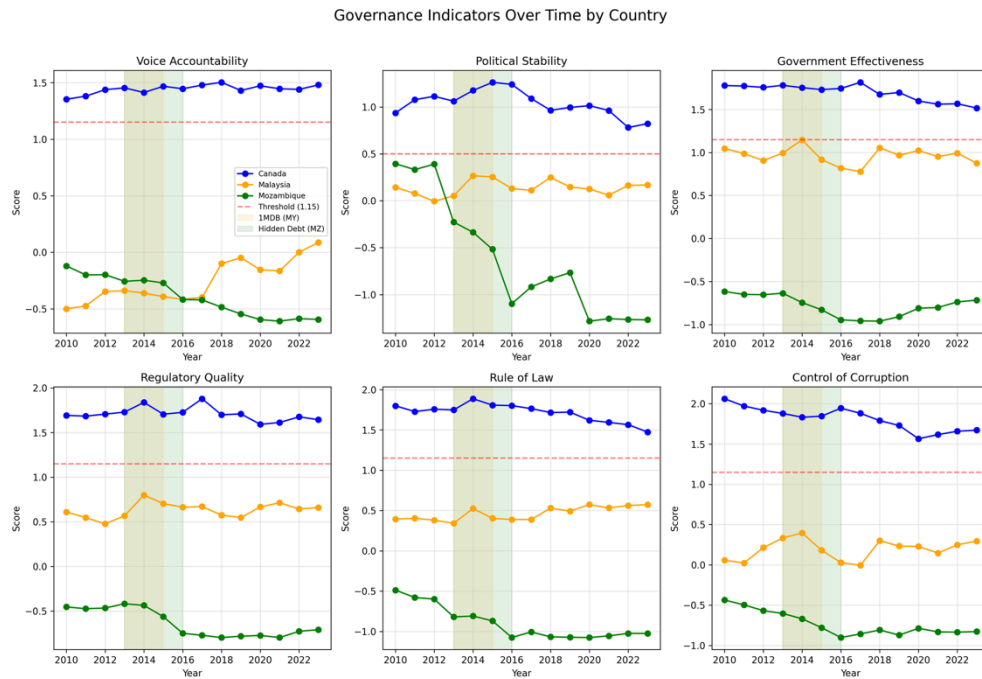 Governance Indicators Over Time by Country
Voice Accountability
1.5
1.0
0.5
0.0
−0.5
Score
2010 2012 2014 2016 2018 2020 2022
Year
Canada
Malaysia
Mozambique
Threshold (1.15)
1MDB (MY)
Hidden Debt (MZ)
Political Stability
1.0
0.5
0.0
−0.5
−1.0
Score
2010 2012 2014 2016 2018 2020 2022
Year
Government Effectiveness
1.5
1.0
0.5
0.0
−0.5
−1.0
Score
2010 2012 2014 2016 2018 2020 2022
Year
Regulatory Quality
2.0
1.5
1.0
0.5
0.0
−0.5
Score
2010 2012 2014 2016 2018 2020 2022
Year
Rule of Law
2.0
1.5
1.0
0.5
0.0
−0.5
−1.0
Score
2010 2012 2014 2016 2018 2020 2022
Year
Control of Corruption
2.0
1.5
1.0
0.5
0.0
−0.5
−1.0
Score
2010 2012 2014 2016 2018 2020 2022
Year